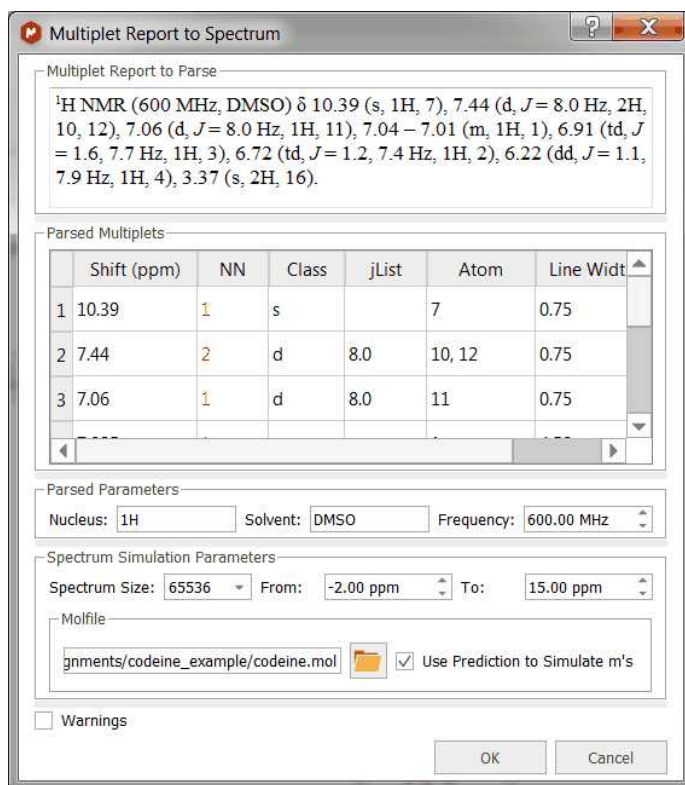 Multiplet Report to Spectrum
?
X
Multiplet Report to Parse
¹H NMR (600 MHz, DMSO) δ 10.39 (s, 1H, 7), 7.44 (d, J = 8.0 Hz, 2H,
10, 12), 7.06 (d, J = 8.0 Hz, 1H, 11), 7.04 – 7.01 (m, 1H, 1), 6.91 (td, J
= 1.6, 7.7 Hz, 1H, 3), 6.72 (td, J = 1.2, 7.4 Hz, 1H, 2), 6.22 (dd, J = 1.1,
7.9 Hz, 1H, 4), 3.37 (s, 2H, 16).
Parsed Multiplets
Shift (ppm) NN Class jList Atom Line Widt
1 10.39 1 s 7 0.75
2 7.44 2 d 8.0 10, 12 0.75
3 7.06 1 d 8.0 11 0.75
Parsed Parameters
Nucleus: 1H Solvent: DMSO Frequency: 600.00 MHz
Spectrum Simulation Parameters
Spectrum Size: 65536 From: -2.00 ppm To: 15.00 ppm
Molfile
gnments/codeine_example/codeine.mol Use Prediction to Simulate m's
Warnings
OK Cancel